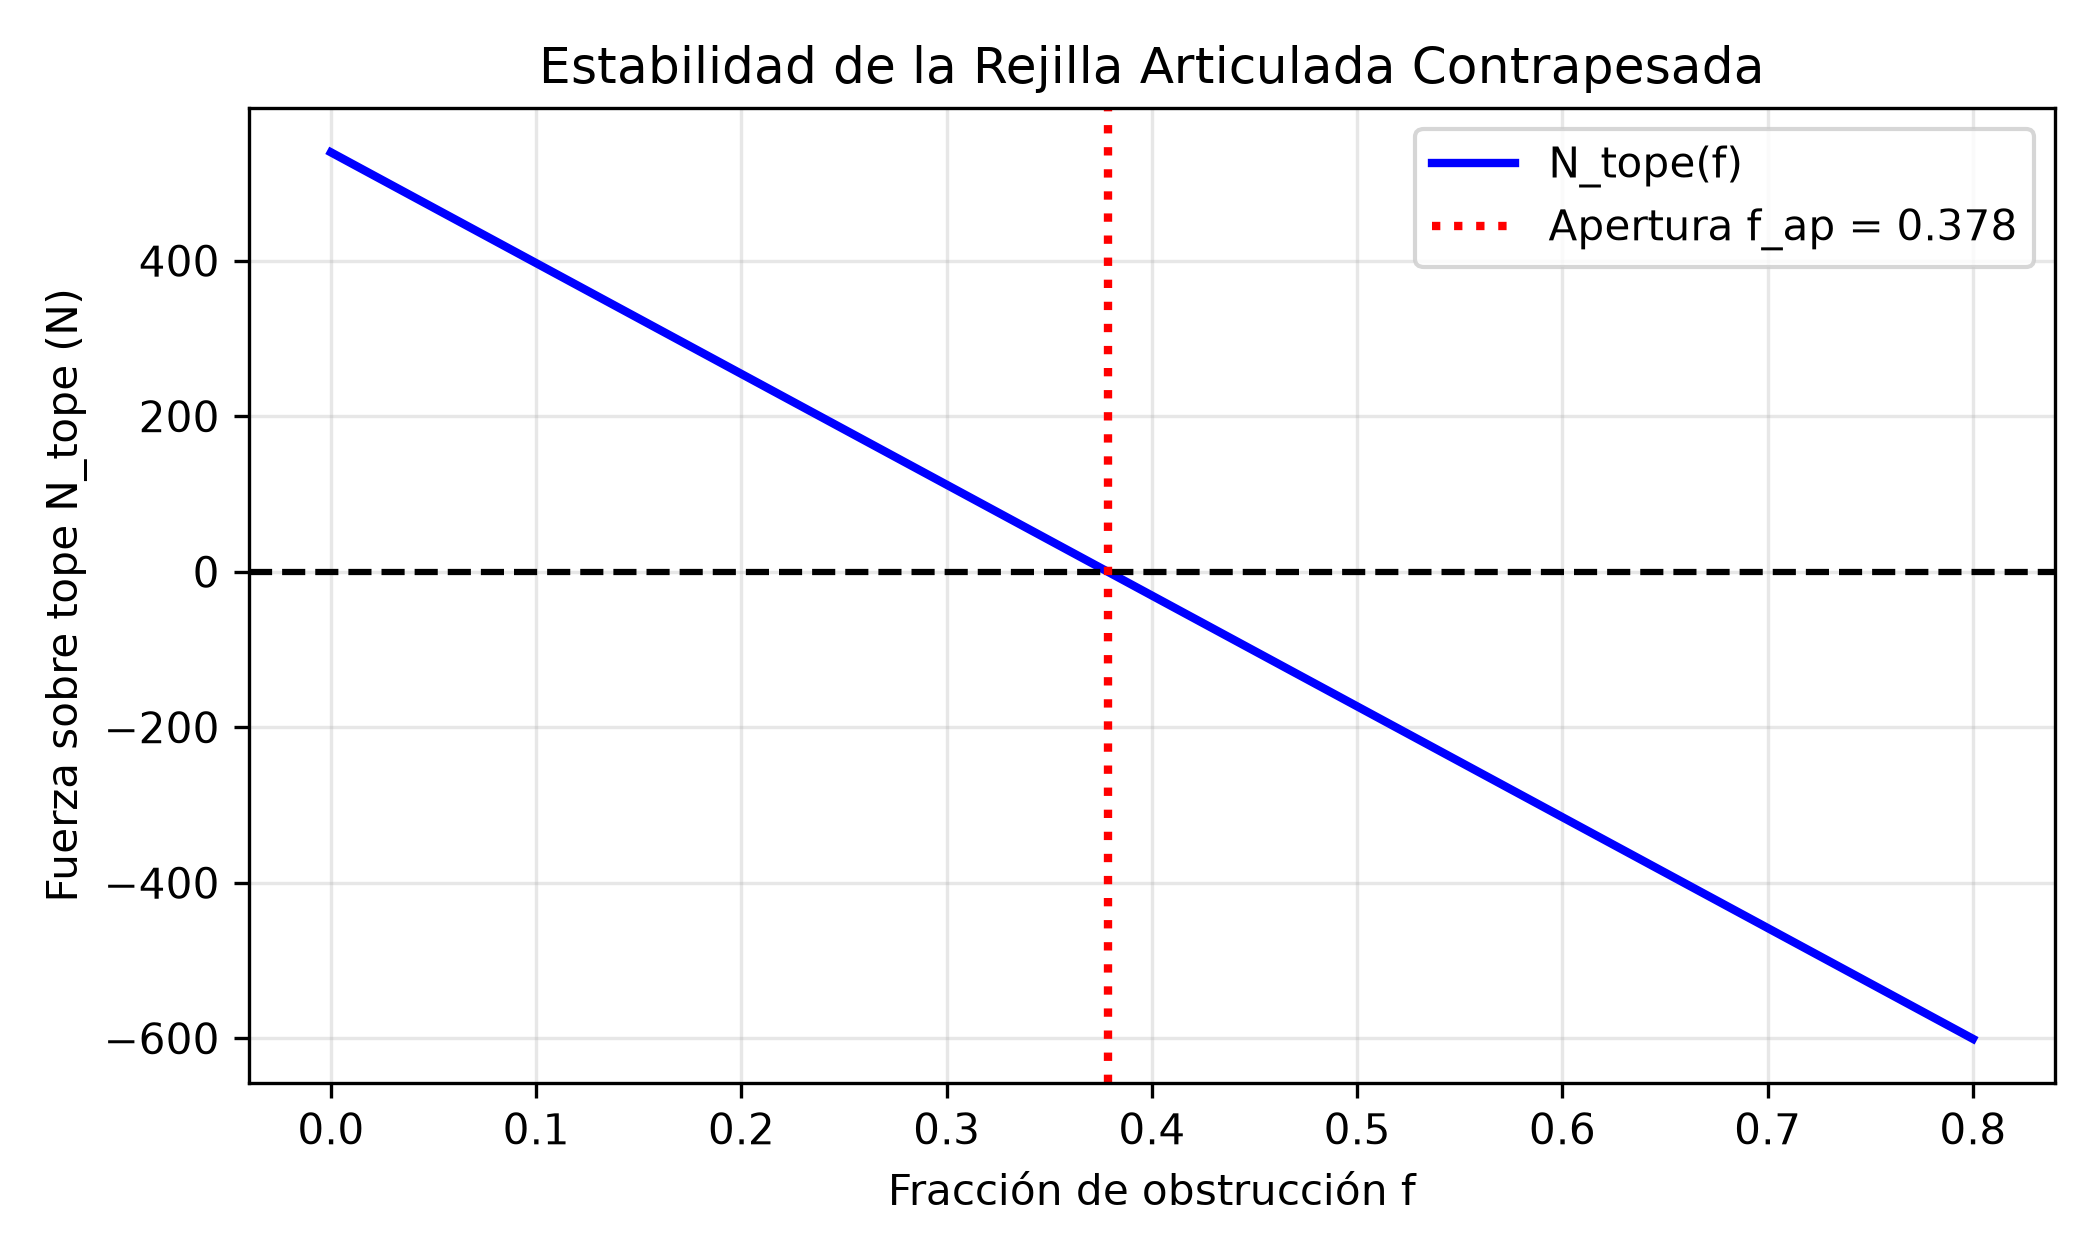 Estabilidad de la Rejilla Articulada Contrapesada
N_tope(f)
Apertura f_ap = 0.378
Fuerza sobre tope N_tope (N)
400
200
0
−200
−400
−600
0.0 0.1 0.2 0.3 0.4 0.5 0.6 0.7 0.8
Fracción de obstrucción f